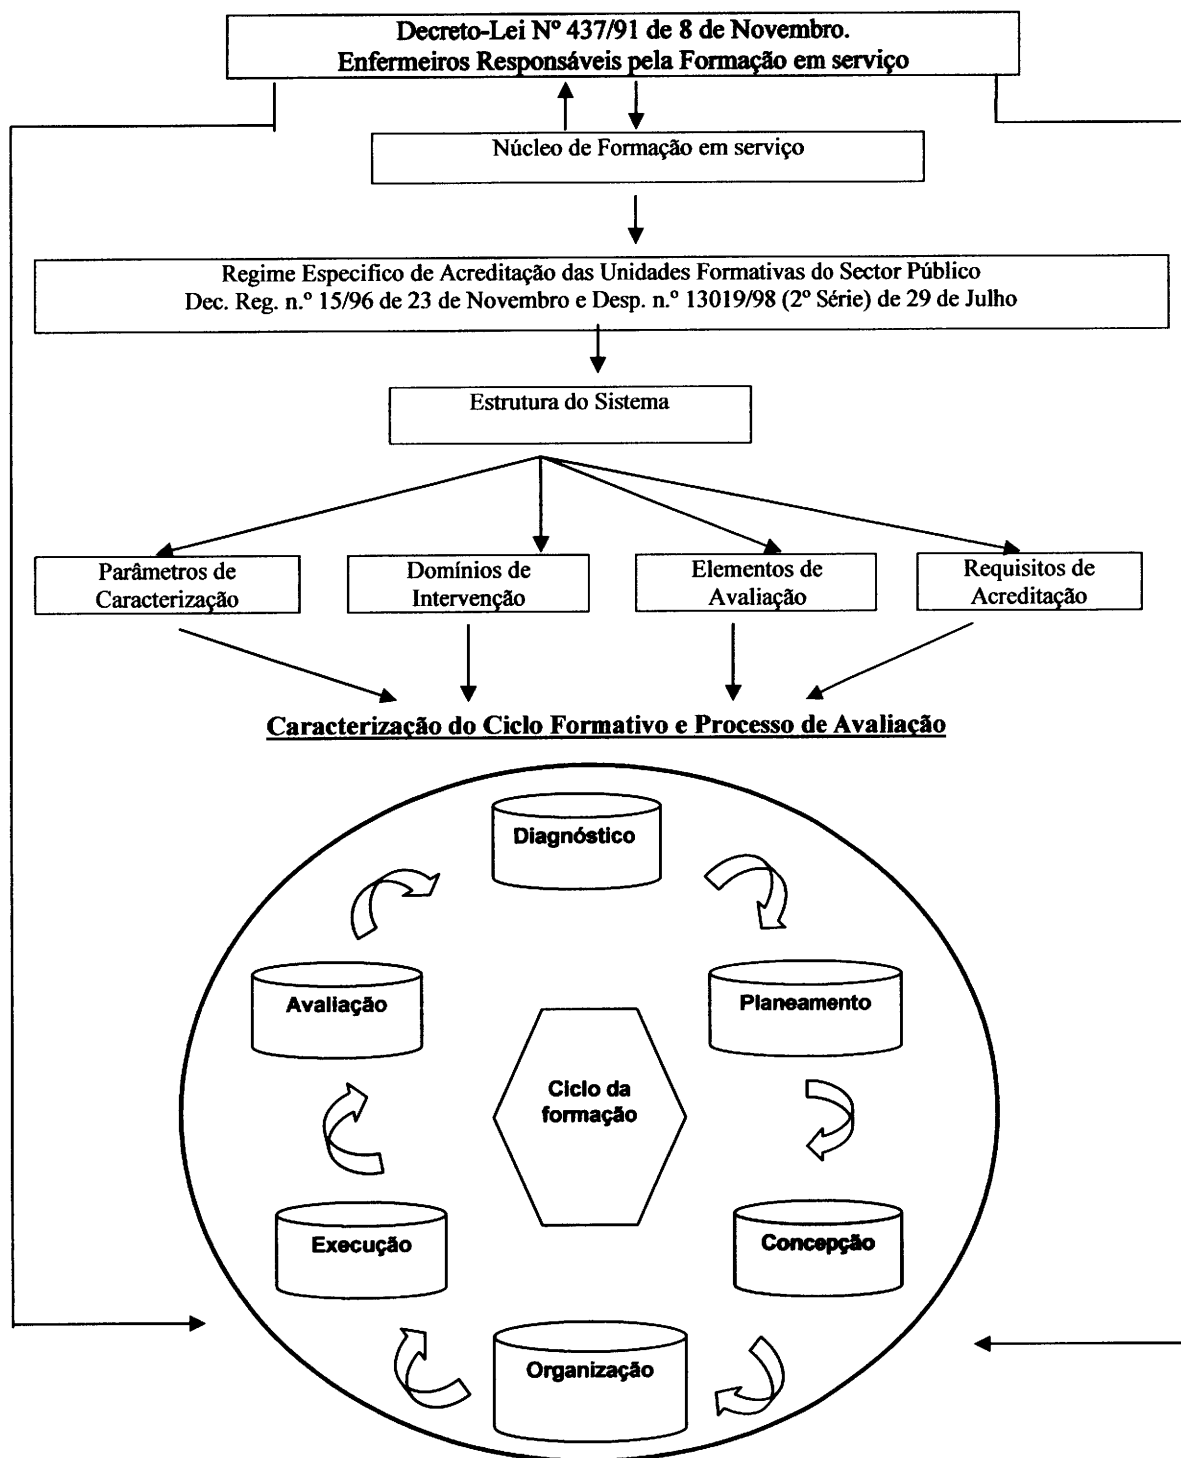 Decreto-Lei Nº 437/91 de 8 de Novembro.
Enfermeiros Responsáveis pela Formação em serviço
Núcleo de Formação em serviço
Regime Especifico de Acreditação das Unidades Formativas do Sector Público
Dec. Reg. n.º 15/96 de 23 de Novembro e Desp. n.º 13019/98 (2º Série) de 29 de Julho
Estrutura do Sistema
Parâmetros de
Caracterização
Domínios de
Intervenção
Elementos de
Avaliação
Requisitos de
Acreditação
Caracterização do Ciclo Formativo e Processo de Avaliação
Diagnóstico
Avaliação
Planeamento
Ciclo da
formação
Execução
Concepção
Organização